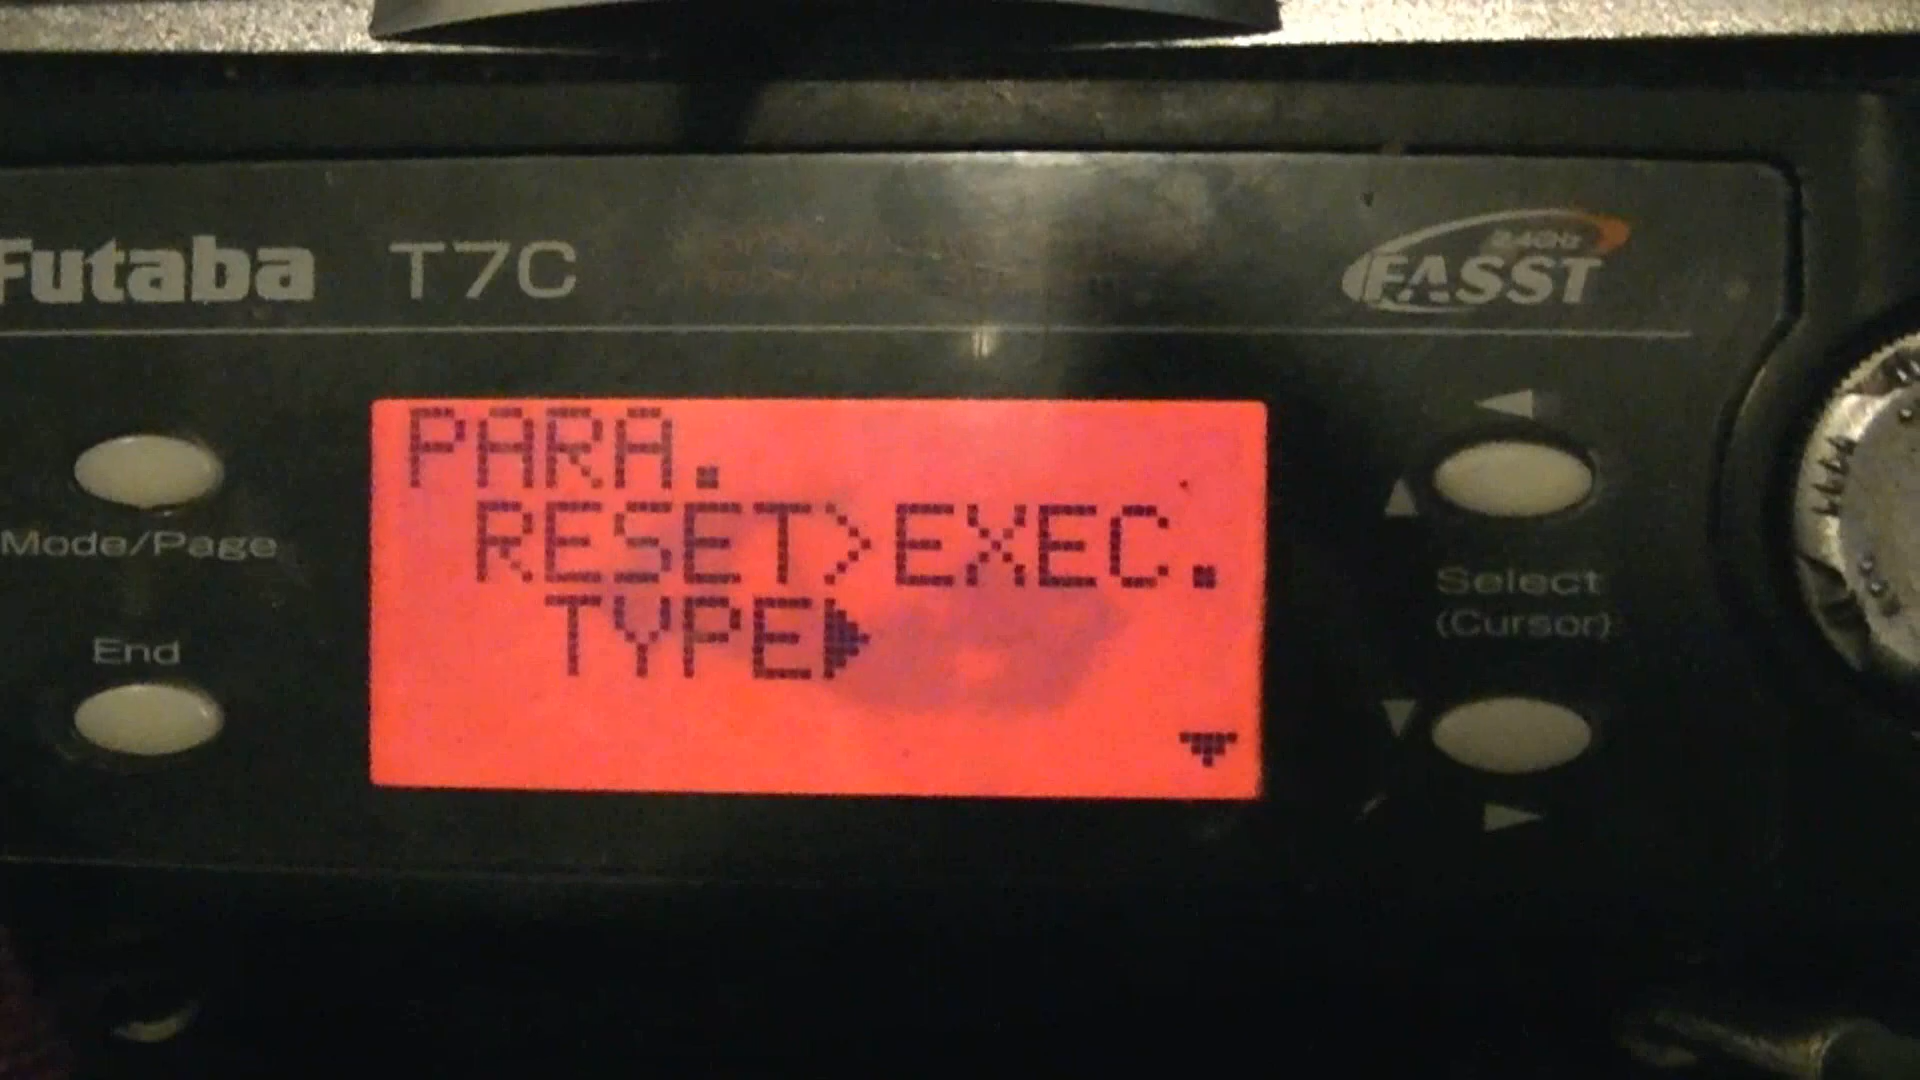 Futaba T7C
2.4GHz
FASST
PARA.
RESET>EXEC.
TYPE▶
▼
Mode/Page
End
Select
(Cursor)